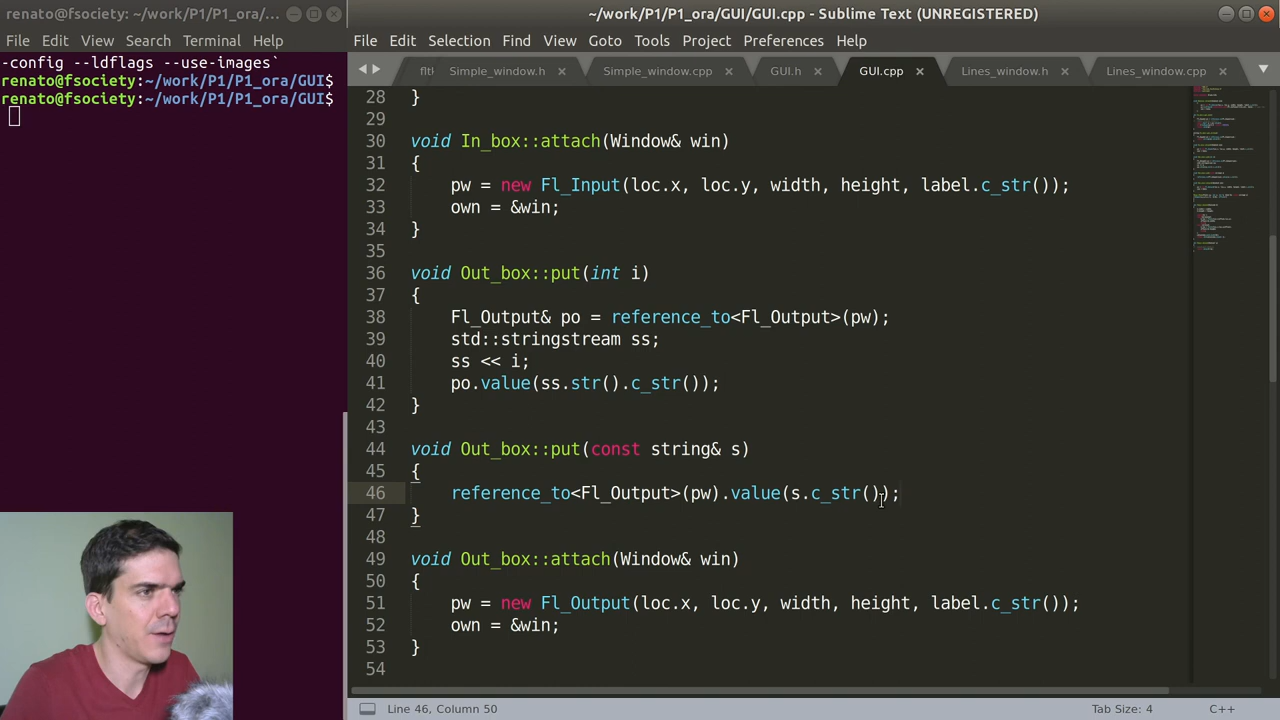 renato@fsociety: ~/work/P1/P1_ora/...
File Edit View Search Terminal Help
-config --ldflags --use-images`
renato@fsociety:~/work/P1/P1_ora/GUI$
renato@fsociety:~/work/P1/P1_ora/GUI$
~/work/P1/P1_ora/GUI/GUI.cpp - Sublime Text (UNREGISTERED)
File Edit Selection Find View Goto Tools Project Preferences Help
Simple_window.h Simple_window.cpp GUI.h GUI.cpp Lines_window.h Lines_window.cpp
28 }
29
30 void In_box::attach(Window& win)
31 {
32 pw = new Fl_Input(loc.x, loc.y, width, height, label.c_str());
33 own = &win;
34 }
35
36 void Out_box::put(int i)
37 {
38 Fl_Output& po = reference_to<Fl_Output>(pw);
39 std::stringstream ss;
40 ss << i;
41 po.value(ss.str().c_str());
42 }
43
44 void Out_box::put(const string& s)
45 {
46 reference_to<Fl_Output>(pw).value(s.c_str());
47 }
48
49 void Out_box::attach(Window& win)
50 {
51 pw = new Fl_Output(loc.x, loc.y, width, height, label.c_str());
52 own = &win;
53 }
54
Line 46, Column 50 Tab Size: 4 C++